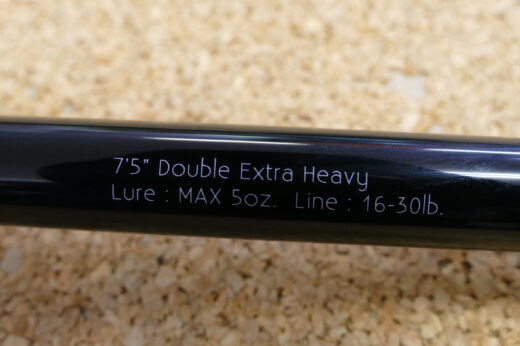 7'5" Double Extra Heavy
Lure : MAX 5oz. Line : 16-30lb.